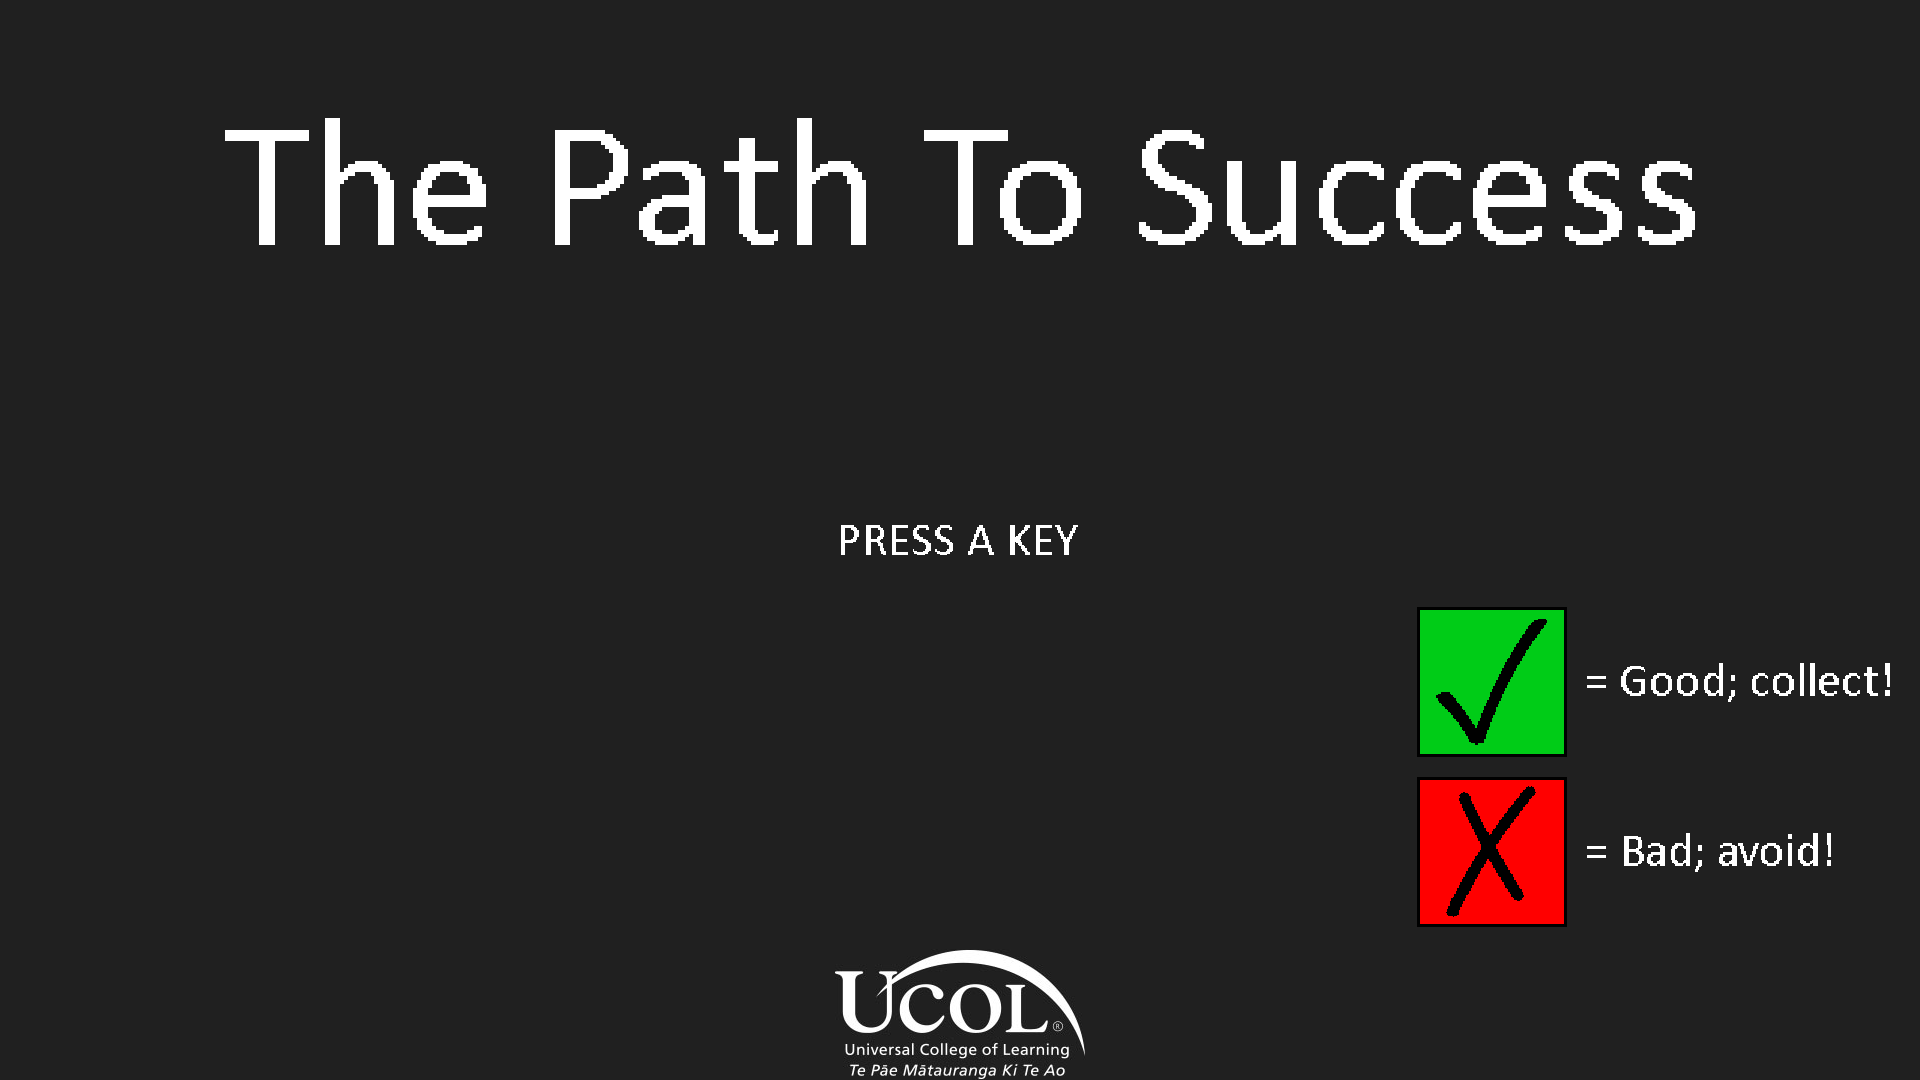 The Path To Success
PRESS A KEY
= Good; collect!
= Bad; avoid!
UCOL®
Universal College of Learning
Te Pāe Mātauranga Ki Te Ao